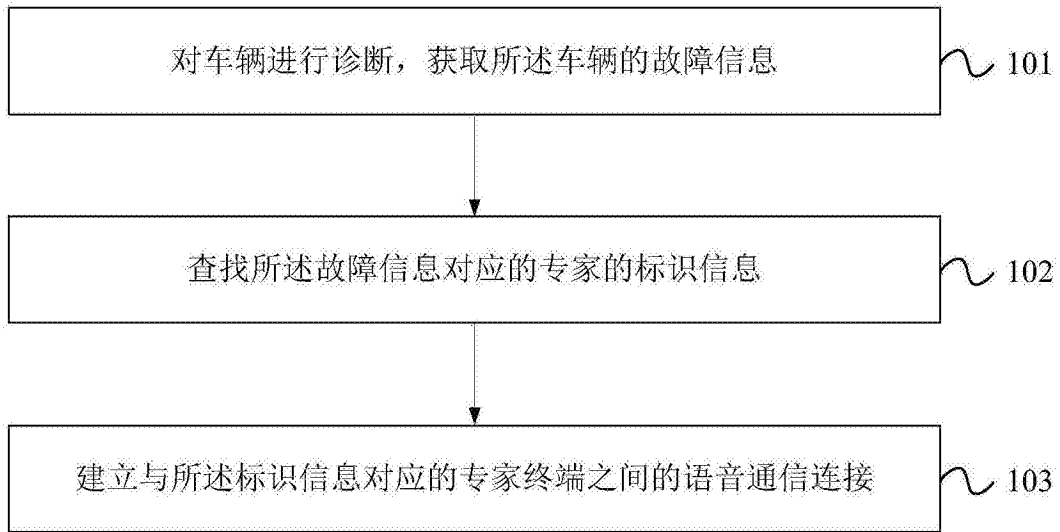 对车辆进行诊断，获取所述车辆的故障信息
101
查找所述故障信息对应的专家的标识信息
102
建立与所述标识信息对应的专家终端之间的语音通信连接
103